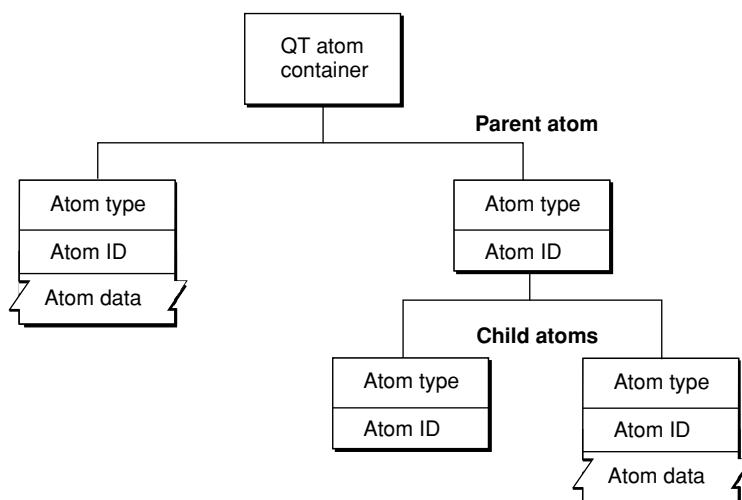 QT atom
container
Parent atom
Atom type
Atom ID
Atom data
Atom type
Atom ID
Child atoms
Atom type
Atom ID
Atom type
Atom ID
Atom data